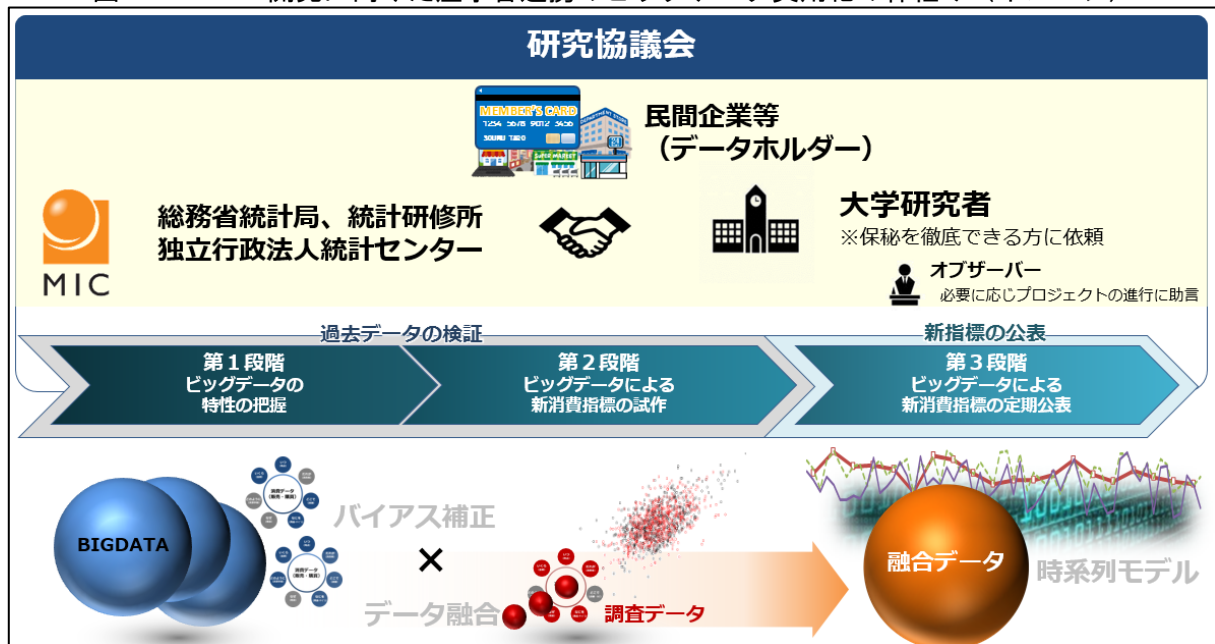 研究協議会
MEMBER'S CARD
1234 5678 9012 3456
民間企業等
（データホルダー）
MIC
総務省統計局、統計研修所
独立行政法人統計センター
大学研究者
※保秘を徹底できる方に依頼
オブザーバー
必要に応じプロジェクトの進行に助言
過去データの検証
新指標の公表
第１段階
ビッグデータの
特性の把握
第２段階
ビッグデータによる
新消費指標の試作
第３段階
ビッグデータによる
新消費指標の定期公表
BIGDATA
バイアス補正
×
データ融合
調査データ
融合データ
時系列モデル